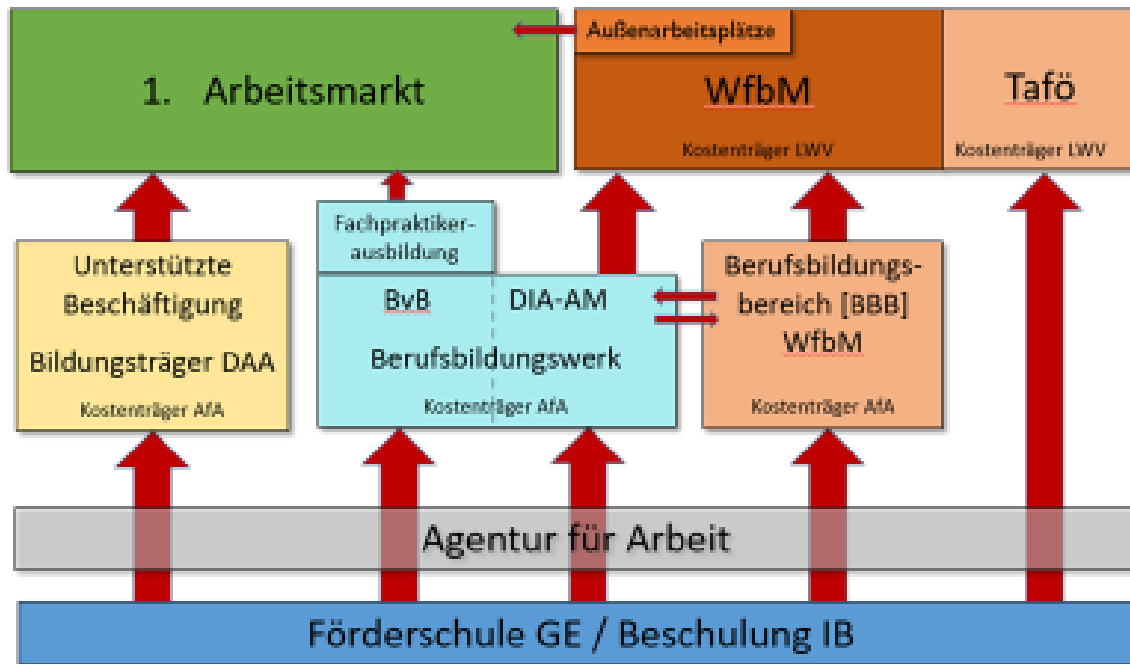 Außenarbeitsplätze
1. Arbeitsmarkt
WfbM
Kostenträger LWV
Tafö
Kostenträger LWV
Unterstützte
Beschäftigung
Bildungsträger DAA
Kostenträger AfA
Fachpraktiker-
ausbildung
BvB
DIA-AM
Berufsbildungswerk
Kostenträger AfA
Berufsbildungs-
bereich [BBB]
WfbM
Kostenträger AfA
Agentur für Arbeit
Förderschule GE / Beschulung IB